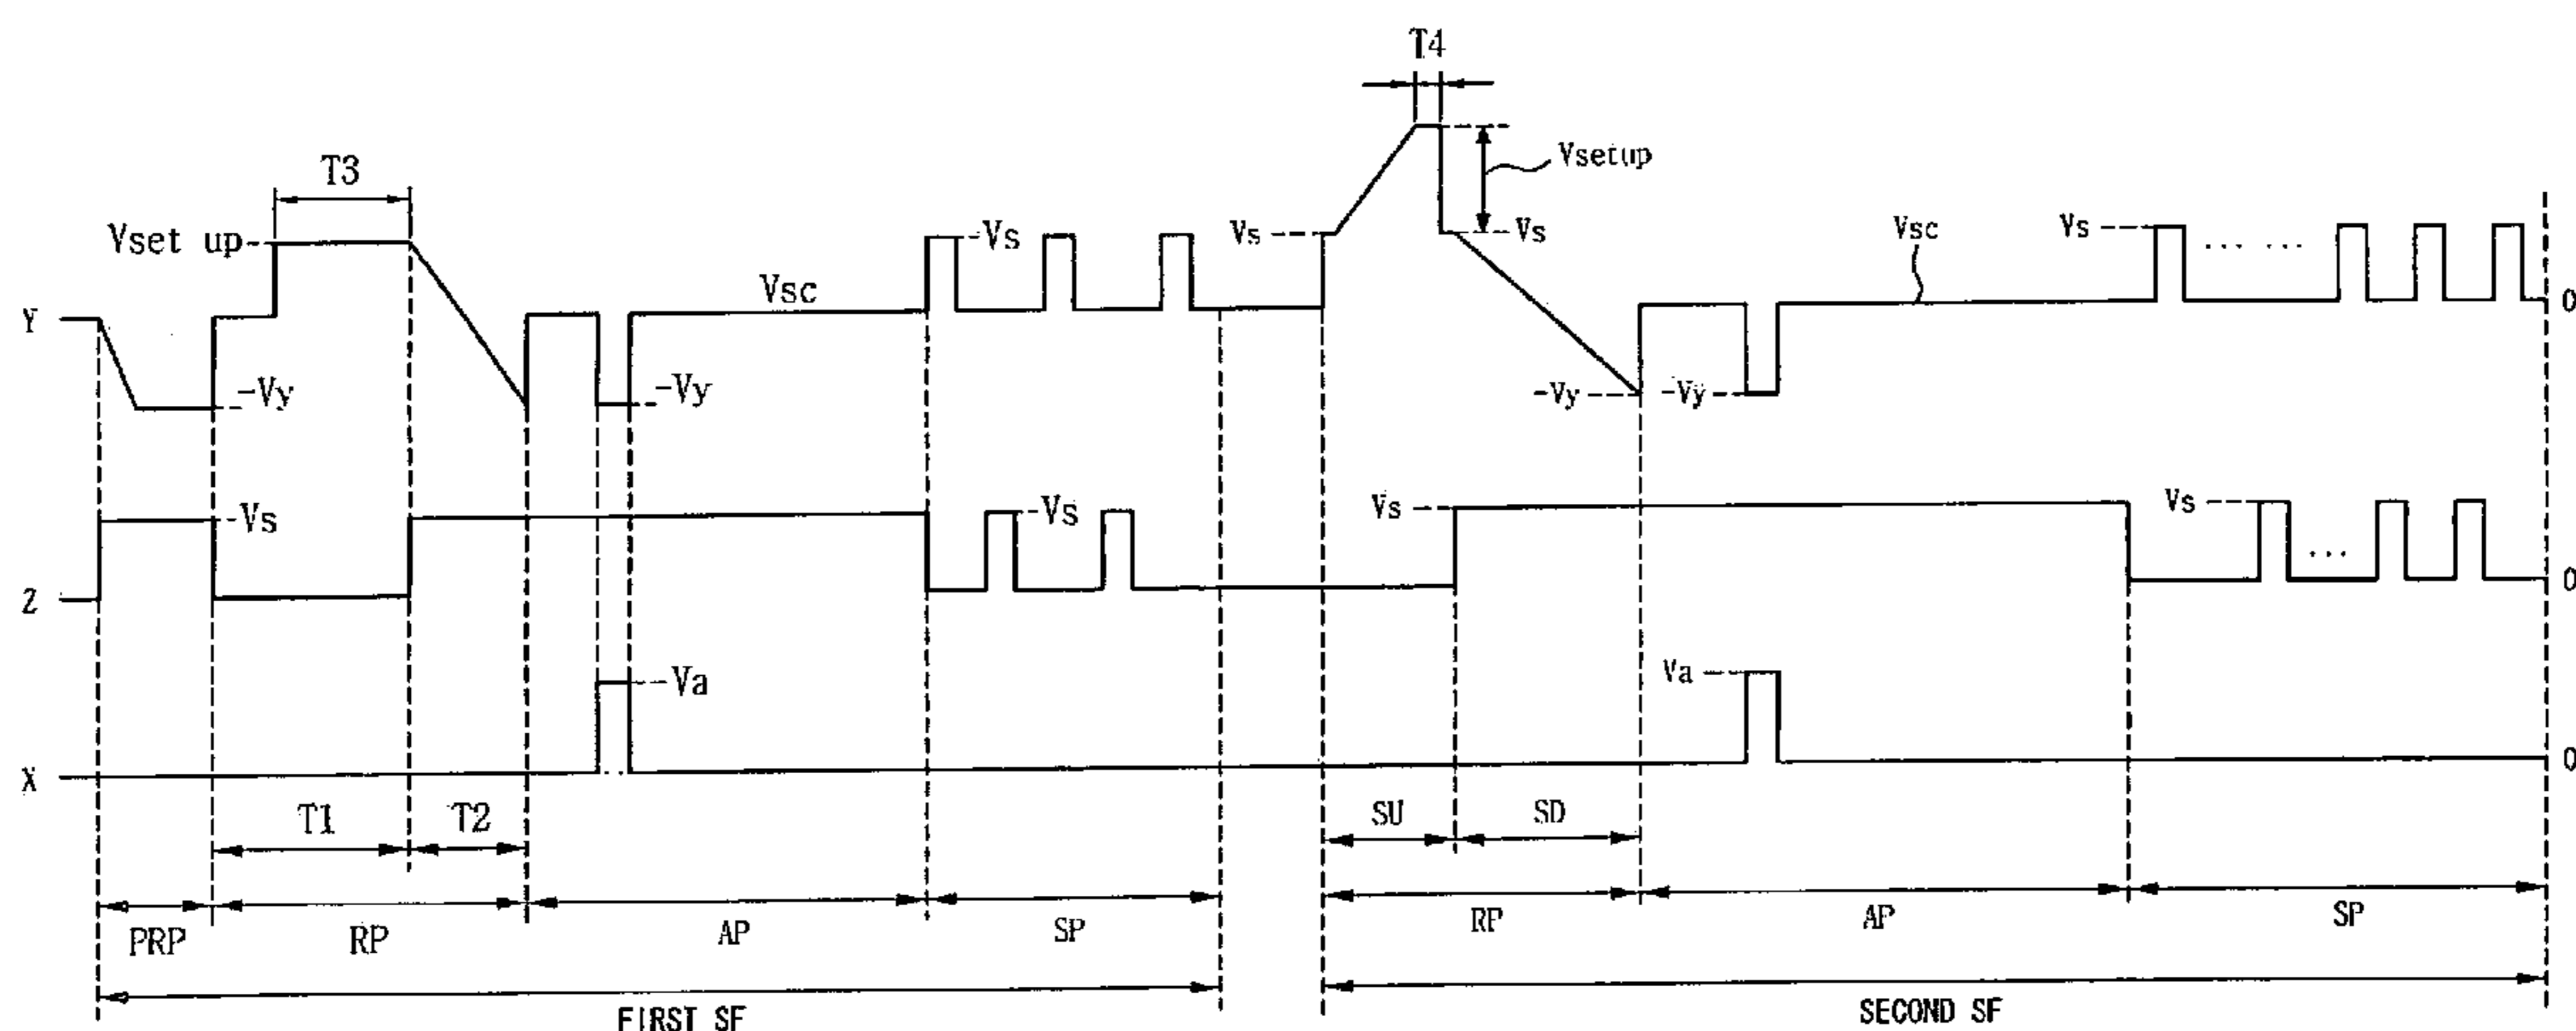 T4
T3
Vsetup
Vset up
Vs
Vs
Vs
Vsc
Vs
Vsc
Y
0
-Vy
-Vy
-Vy
-Vy
Vs
Vs
Vs
Vs
Z
0
Va
Va
X
0
T1
T2
SU
SD
PRP
RP
AP
SP
RP
AP
SP
FIRST SF
SECOND SF